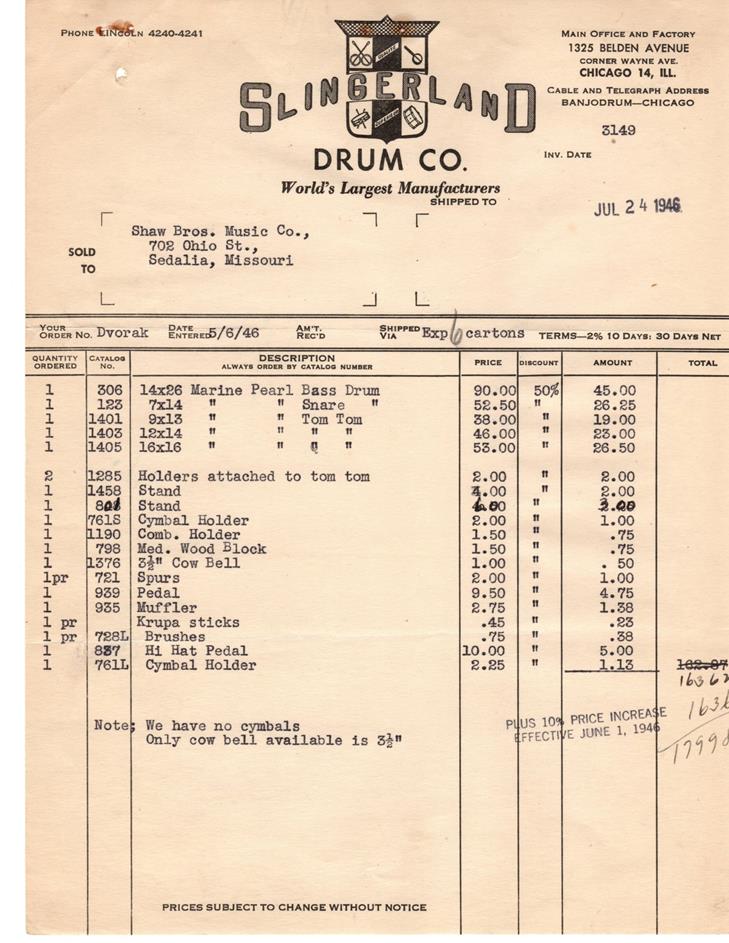 PHONE LINCOLN 4240-4241
SLINGERLAND
DRUM CO.
World's Largest Manufacturers
MAIN OFFICE AND FACTORY
1325 BELDEN AVENUE
CORNER WAYNE AVE.
CHICAGO 14, ILL.
CABLE AND TELEGRAPH ADDRESS
BANJODRUM—CHICAGO
3149
INV. DATE
JUL 24 1946
SHIPPED TO
SOLD TO
Shaw Bros. Music Co.,
702 Ohio St.,
Sedalia, Missouri
YOUR ORDER No. Dvorak DATE ENTERED 5/6/46 AM'T. REC'D SHIPPED VIA Exp 6 cartons TERMS—2% 10 DAYS: 30 DAYS NET
QUANTITY ORDERED CATALOG No. DESCRIPTION ALWAYS ORDER BY CATALOG NUMBER PRICE DISCOUNT AMOUNT TOTAL
1 306 14x26 Marine Pearl Bass Drum 90.00 50% 45.00
1 123 7x14 " " Snare " 52.50 " 26.25
1 1401 9x13 " " Tom Tom 38.00 " 19.00
1 1403 12x14 " " " " 46.00 " 23.00
1 1405 16x16 " " " " 53.00 " 26.50
2 1285 Holders attached to tom tom 2.00 " 2.00
1 1458 Stand 4.00 " 2.00
1 Stand 6.00 " 3.00
1 761S Cymbal Holder 2.00 " 1.00
1 1190 Comb. Holder 1.50 " .75
1 798 Med. Wood Block 1.50 " .75
1 1376 3½" Cow Bell 1.00 " . 50
1pr 721 Spurs 2.00 " 1.00
1 939 Pedal 9.50 " 4.75
1 935 Muffler 2.75 " 1.38
1 pr Krupa sticks .45 " .23
1 pr 728L Brushes .75 " .38
1 837 Hi Hat Pedal 10.00 " 5.00
1 761L Cymbal Holder 2.25 " 1.13 162.87
16362
Note; We have no cymbals
Only cow bell available is 3½"
PLUS 10% PRICE INCREASE
EFFECTIVE JUNE 1, 1946
1636
17998
PRICES SUBJECT TO CHANGE WITHOUT NOTICE